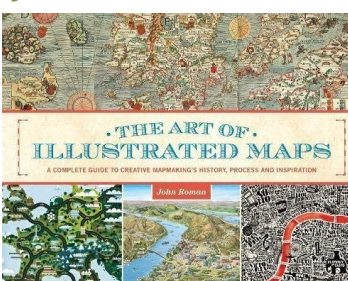 ·THE ART OF·
ILLUSTRATED MAPS
A COMPLETE GUIDE TO CREATIVE MAPMAKING'S HISTORY, PROCESS AND INSPIRATION
John Roman